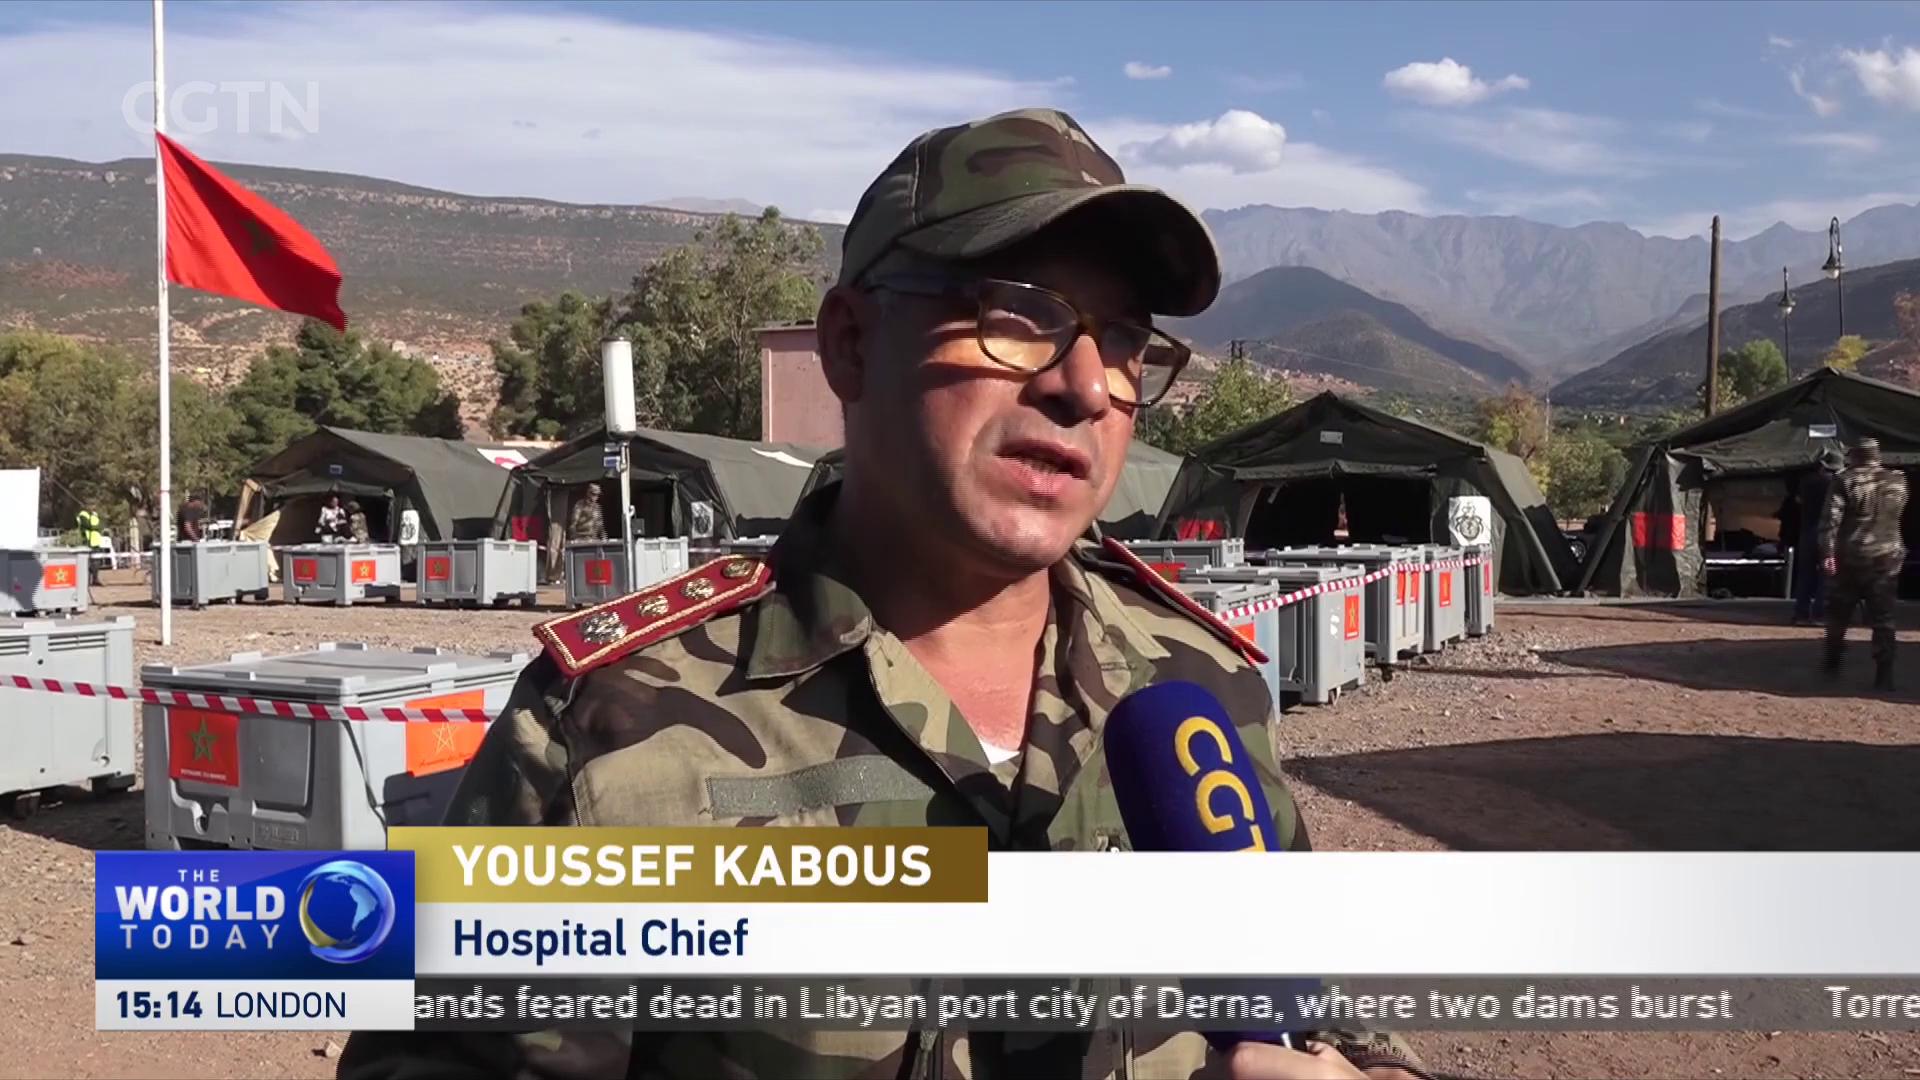 CGTN
CGT
YOUSSEF KABOUS
Hospital Chief
THE
WORLD
TODAY
15:14 LONDON
ands feared dead in Libyan port city of Derna, where two dams burst Torre